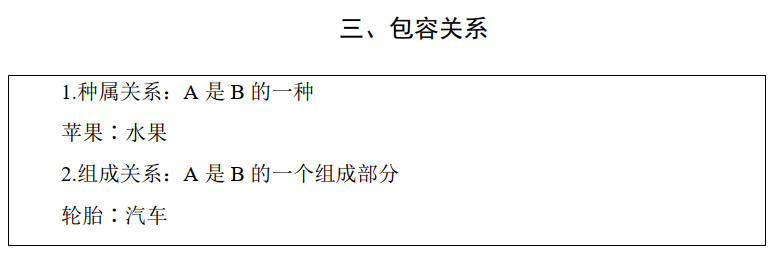 三、包容关系
1.种属关系：A 是 B 的一种
苹果∶水果
2.组成关系：A 是 B 的一个组成部分
轮胎∶汽车